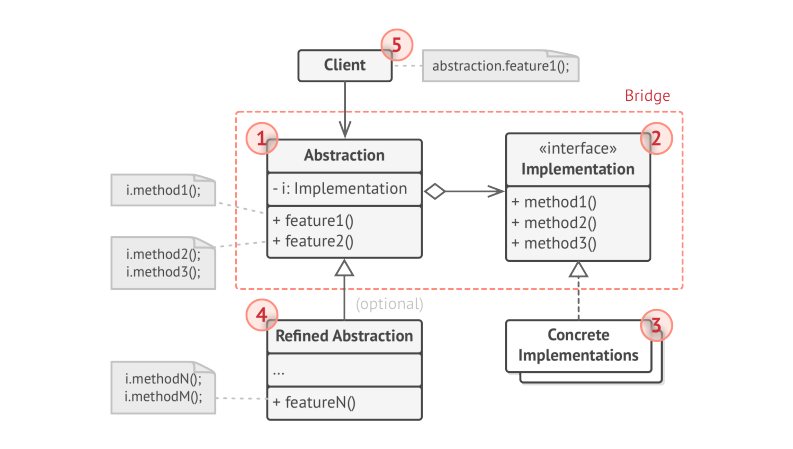 5
Client
abstraction.feature1();
Bridge
1
Abstraction
- i: Implementation
+ feature1()
+ feature2()
2
«interface»
Implementation
+ method1()
+ method2()
+ method3()
i.method1();
i.method2();
i.method3();
(optional)
4
Refined Abstraction
...
+ featureN()
3
Concrete
Implementations
i.methodN();
i.methodM();